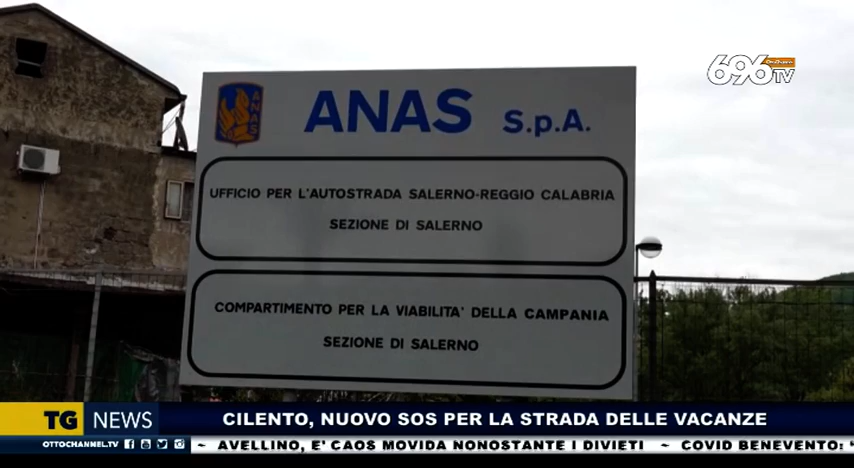 696 TV
ANAS
ANAS S.p.A.
UFFICIO PER L'AUTOSTRADA SALERNO-REGGIO CALABRIA
SEZIONE DI SALERNO
COMPARTIMENTO PER LA VIABILITA' DELLA CAMPANIA
SEZIONE DI SALERNO
TG NEWS
CILENTO, NUOVO SOS PER LA STRADA DELLE VACANZE
OTTOCHANNEL.TV
~ AVELLINO, E' CAOS MOVIDA NONOSTANTE I DIVIETI ~ COVID BENEVENTO: "